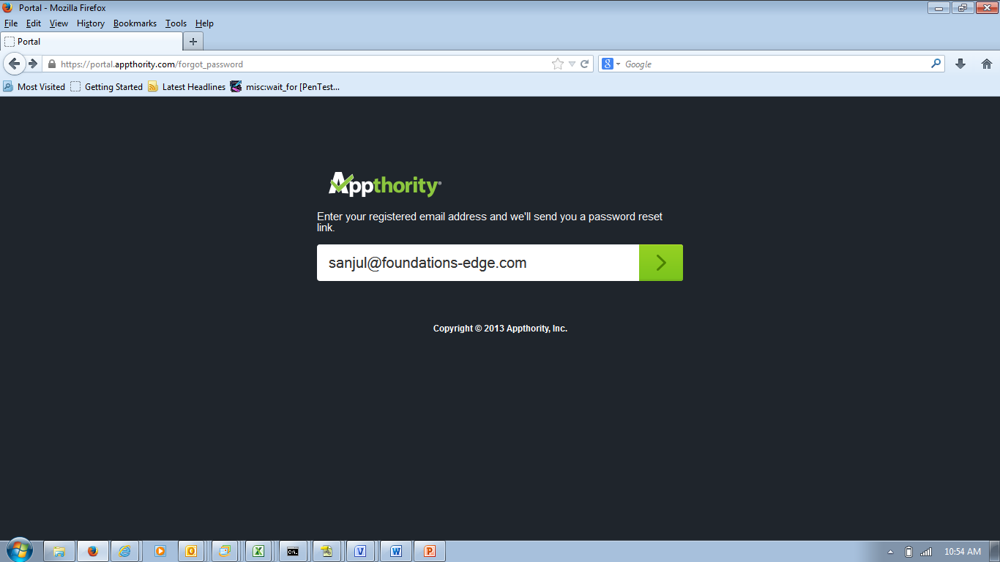 Portal - Mozilla Firefox
File Edit View History Bookmarks Tools Help
Portal
https://portal.appthority.com/forgot_password
Google
Most Visited Getting Started Latest Headlines misc:wait_for [PenTest...
Appthority®
Enter your registered email address and we'll send you a password reset
link.
sanjul@foundations-edge.com
Copyright © 2013 Appthority, Inc.
10:54 AM